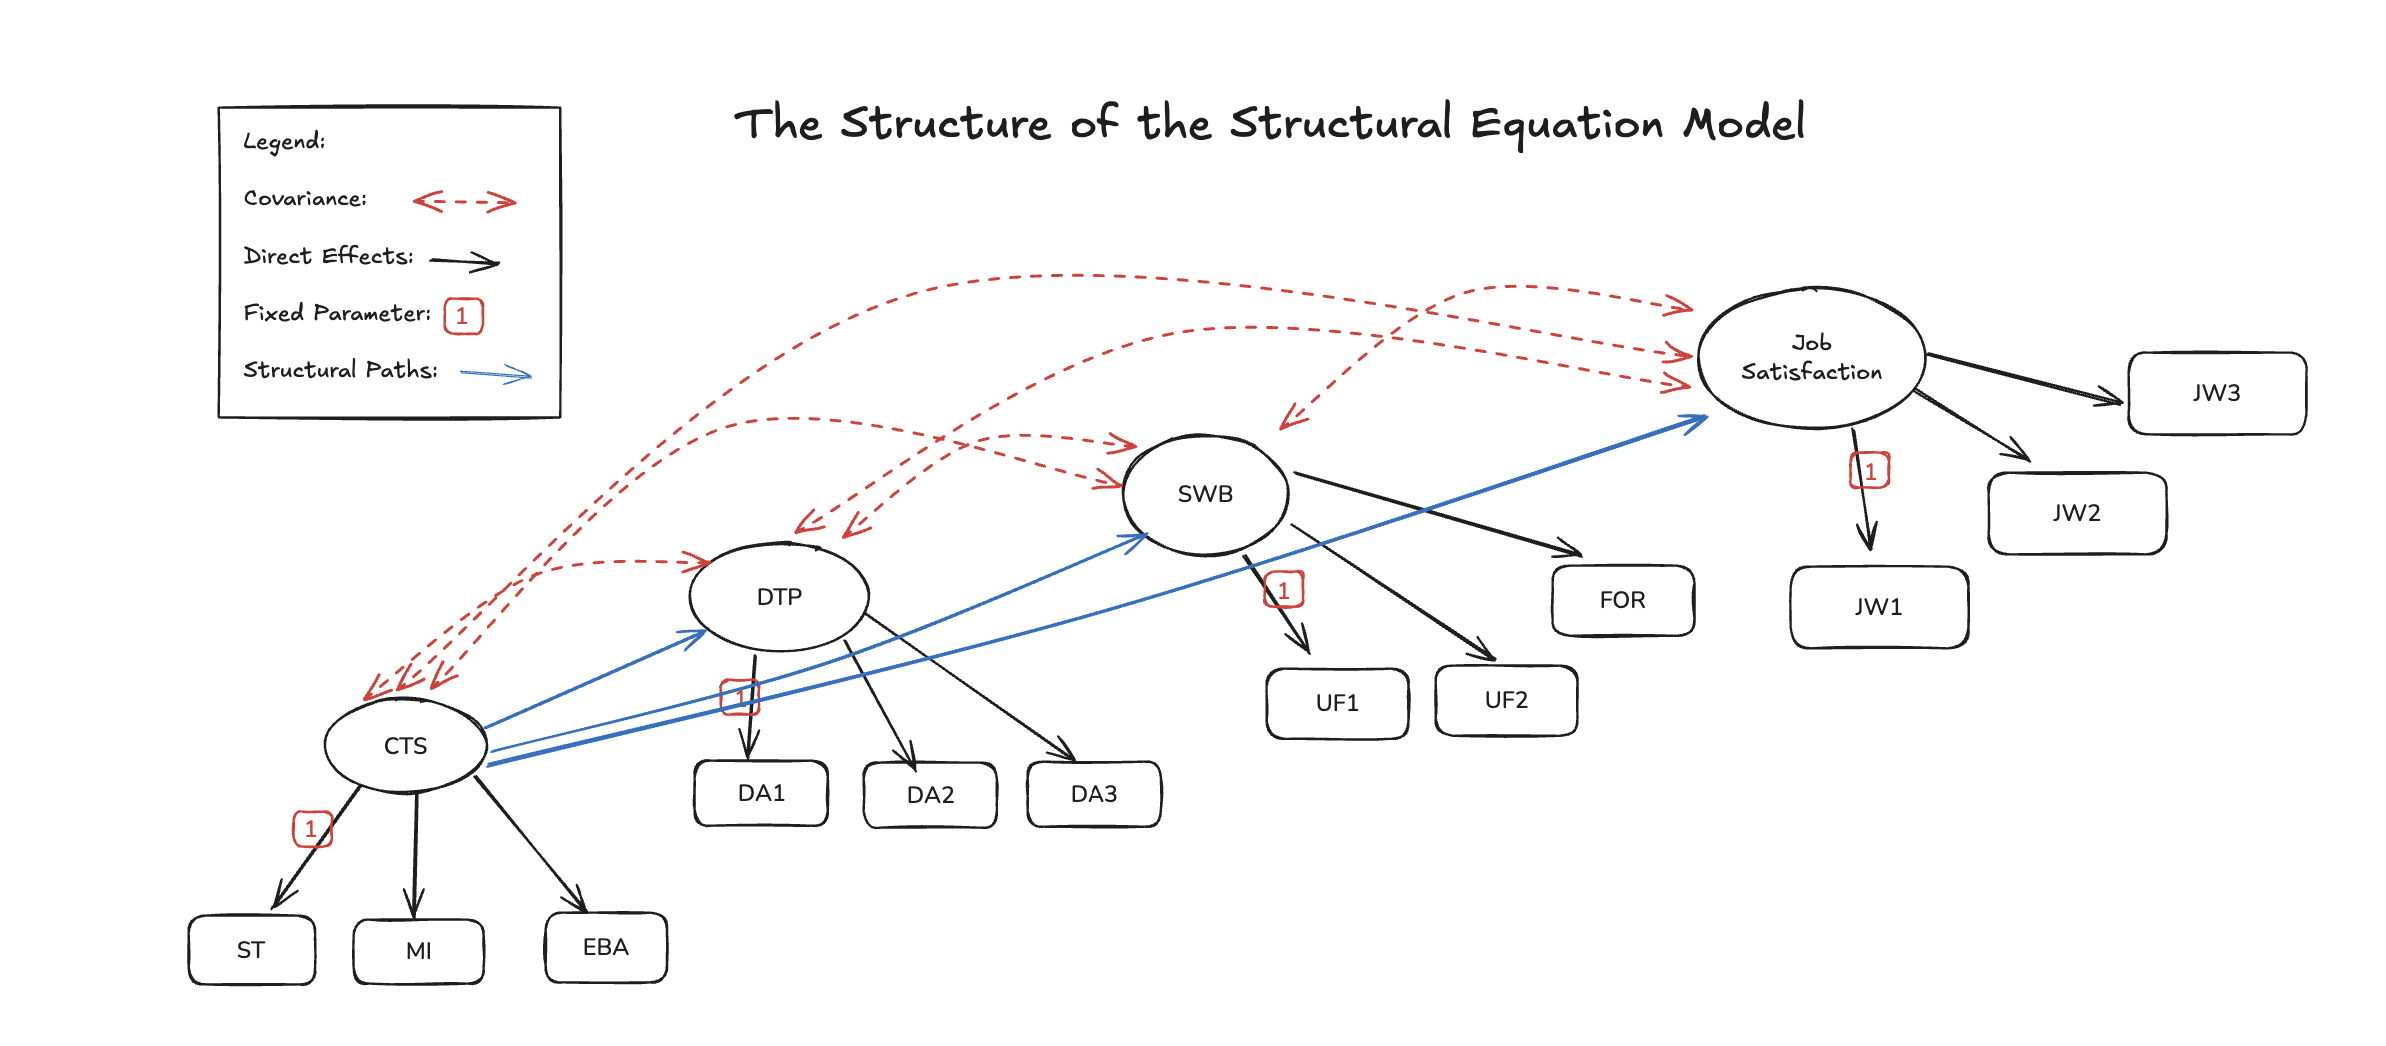 The Structure of the Structural Equation Model
Legend:
Covariance:
Direct Effects:
Fixed Parameter: 1
Structural Paths:
Job
Satisfaction
JW3
1
JW2
SWB
JW1
1
FOR
DTP
UF1
UF2
1
CTS
DA1
DA2
DA3
1
ST
MI
EBA